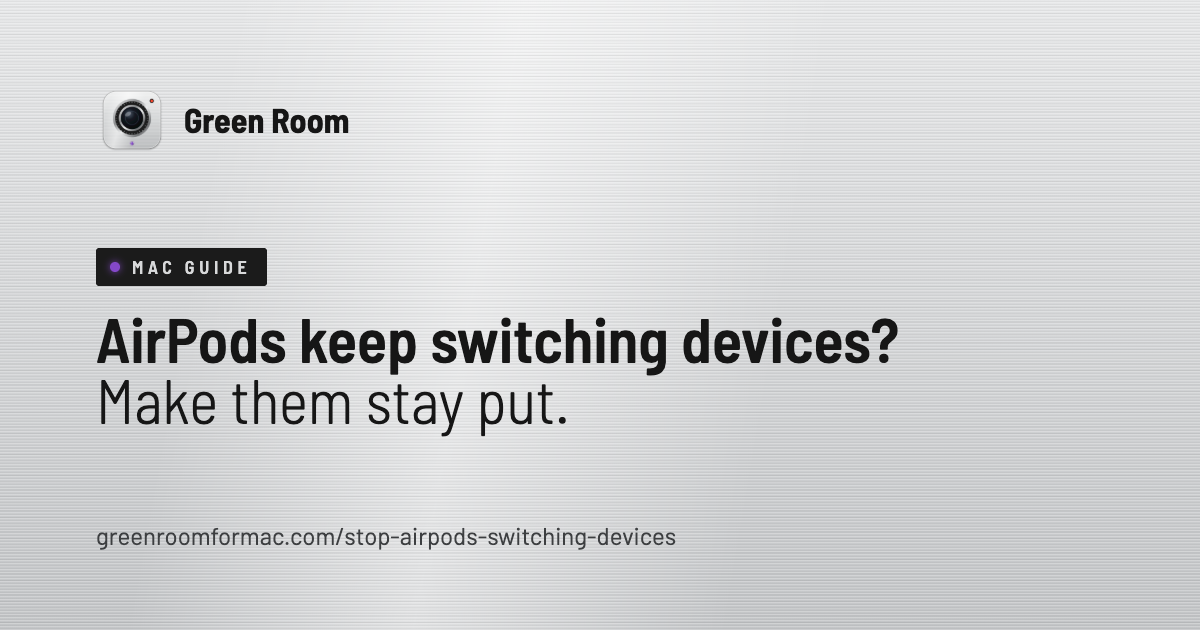 Green Room
MAC GUIDE
AirPods keep switching devices?
Make them stay put.
greenroomformac.com/stop-airpods-switching-devices